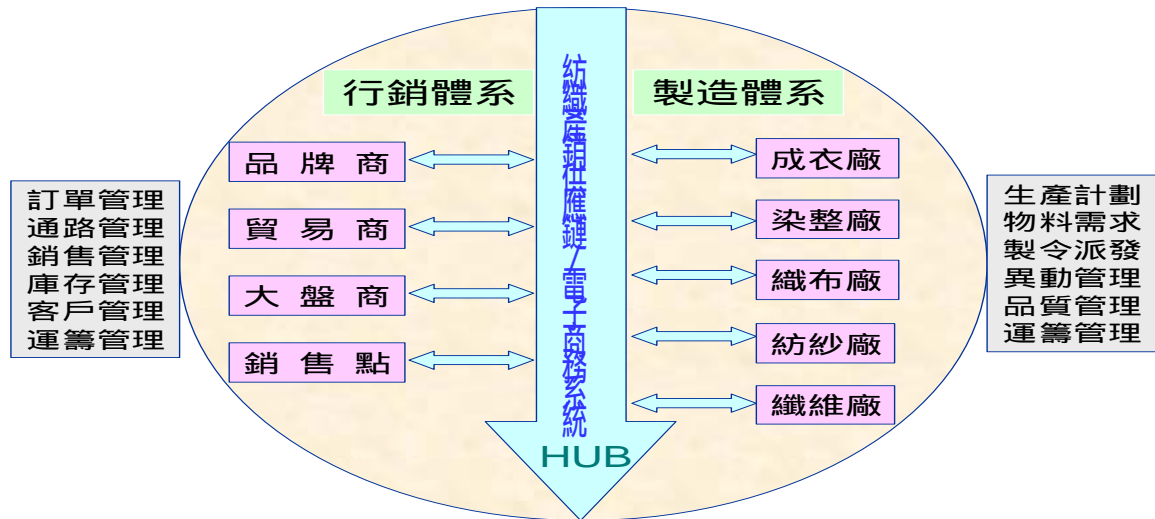 行銷體系
製造體系
紡織產銷供應鏈/電子商務系統
HUB
品牌商
貿易商
大盤商
銷售點
成衣廠
染整廠
織布廠
紡紗廠
纖維廠
訂單管理
通路管理
銷售管理
庫存管理
客戶管理
運籌管理
生產計劃
物料需求
製令派發
異動管理
品質管理
運籌管理